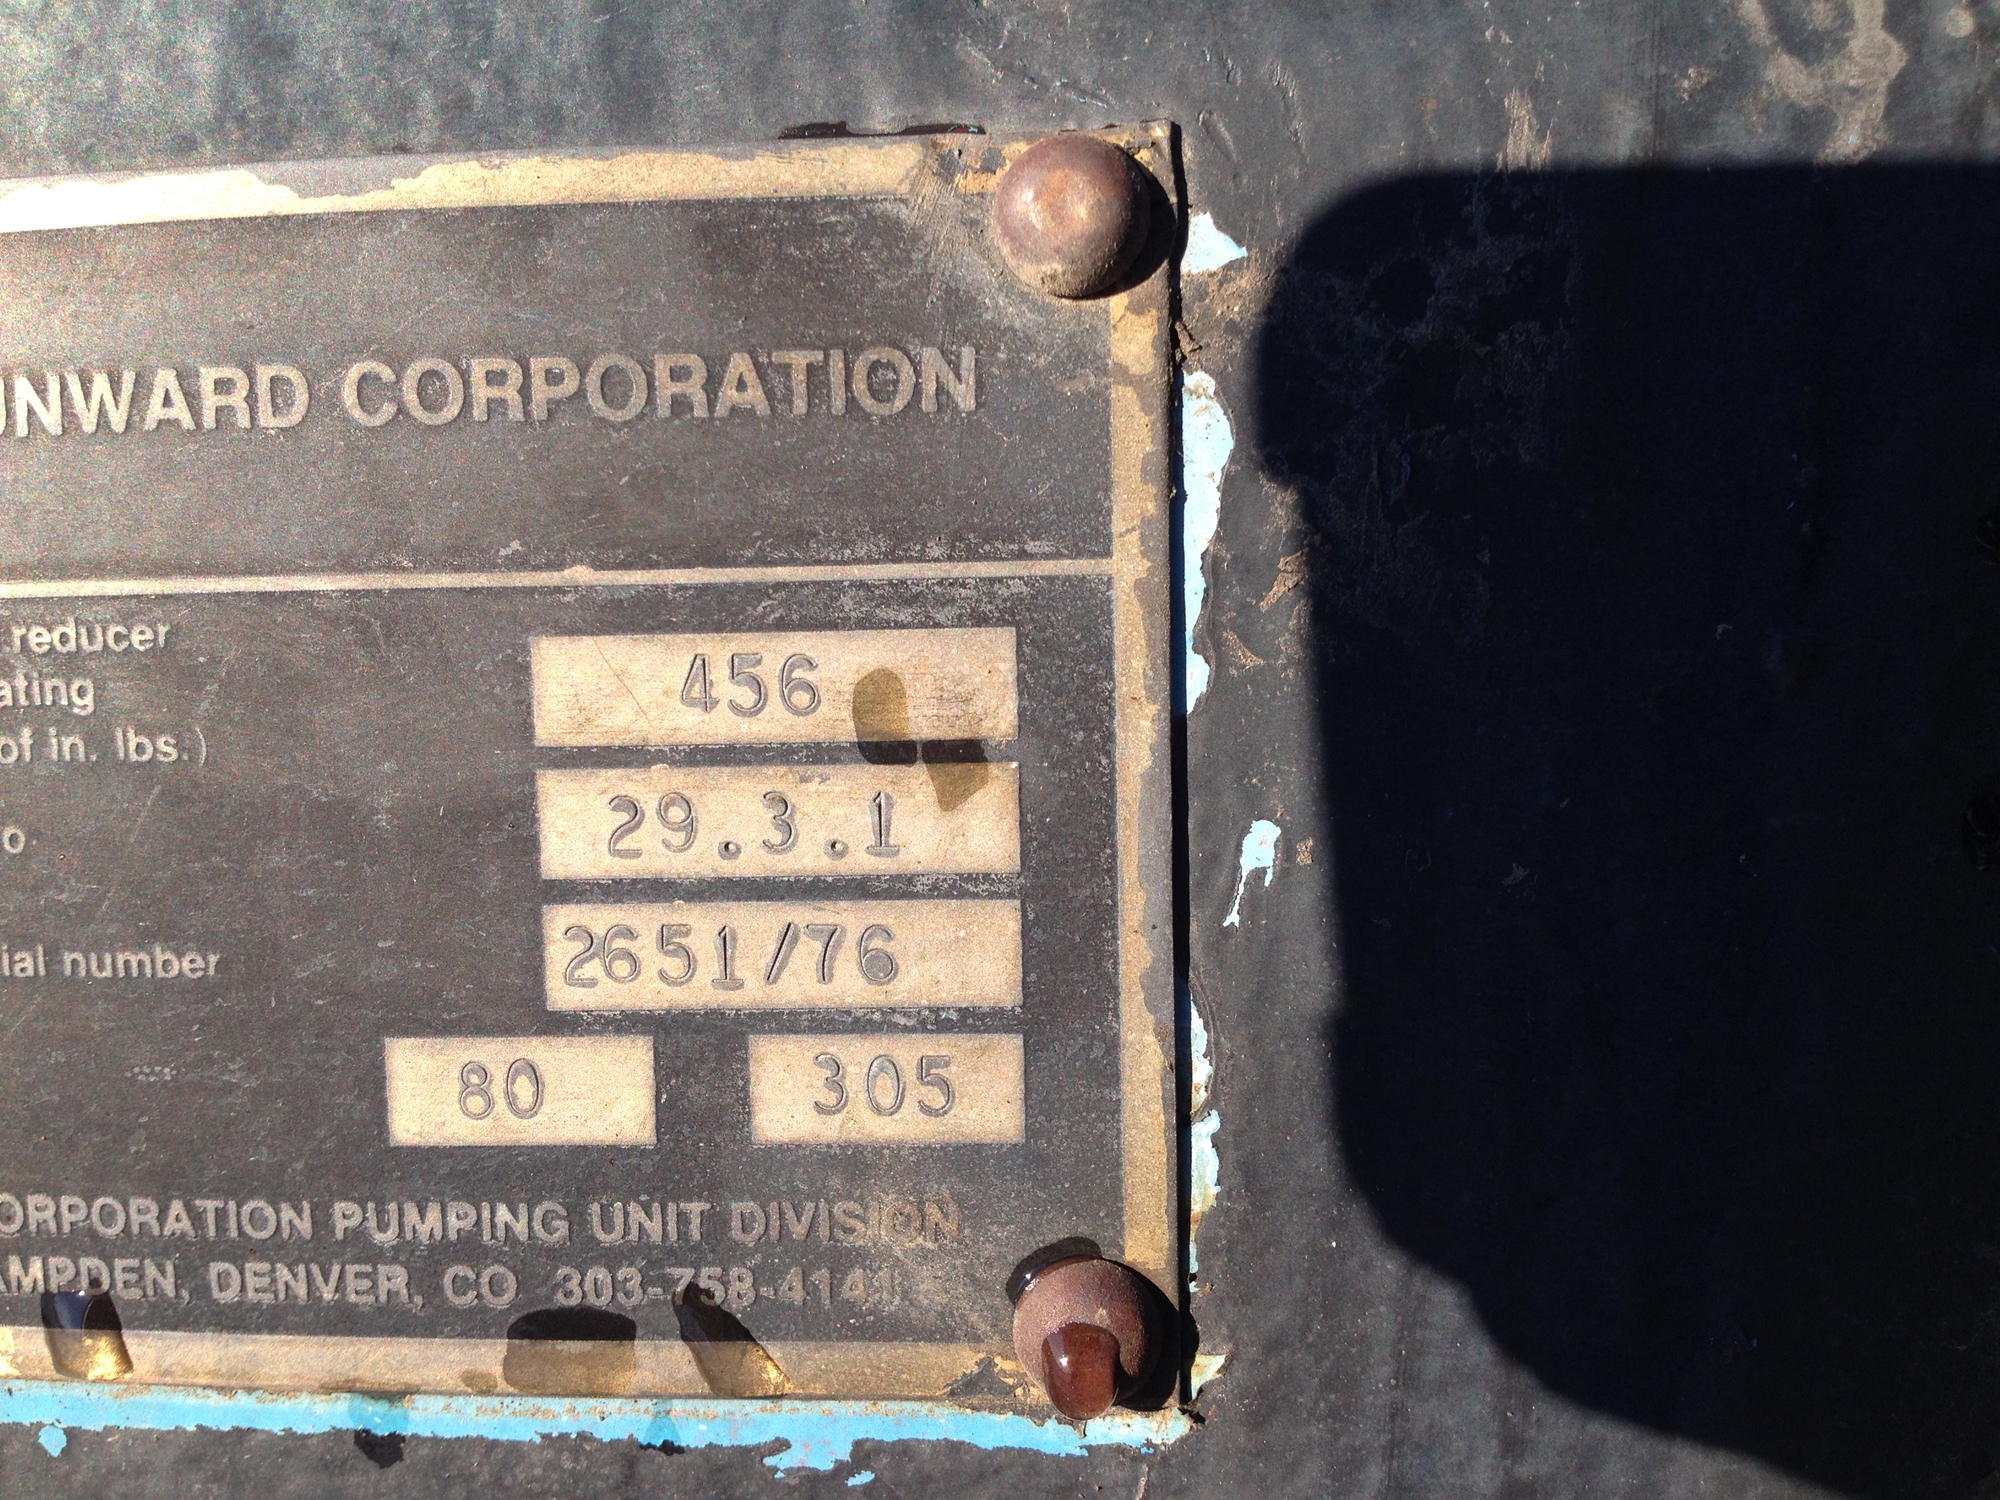 UNWARD CORPORATION
reducer
ating
of in. lbs.)
456
o
29.3.1
ial number
2651/76
80 305
ORPORATION PUMPING UNIT DIVISION
AMPDEN, DENVER, CO 303-758-4141